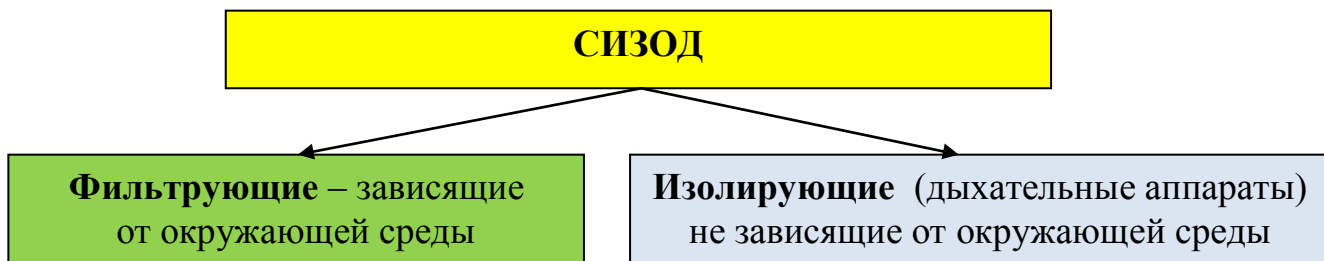 СИЗОД
Фильтрующие – зависящие
от окружающей среды
Изолирующие (дыхательные аппараты)
не зависящие от окружающей среды